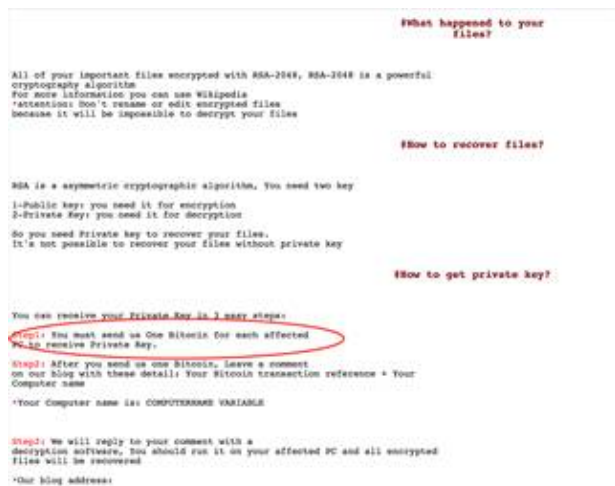 #What happened to your
files?
All of your important files encrypted with RSA-2048, RSA-2048 is a powerful
cryptography algorithm
For more information you can use Wikipedia
*attention: Don't rename or edit encrypted files
because it will be impossible to decrypt your files
#How to recover files?
RSA is a asymmetric cryptographic algorithm, You need two key
1-Public key: you need it for encryption
2-Private Key: you need it for decryption
So you need Private key to recover your files.
It's not possible to recover your files without private key
#How to get private key?
You can receive your Private Key in 3 easy steps:
Step1: You must send us One Bitcoin for each affected
PC to receive Private Key.
Step2: After you send us one Bitcoin, Leave a comment
on our blog with these detail: Your Bitcoin transaction reference + Your
Computer name
*Your Computer name is: COMPUTERNAME VARIABLE
Step3: We will reply to your comment with a
decryption software, You should run it on your affected PC and all encrypted
files will be recovered
*Our blog address: